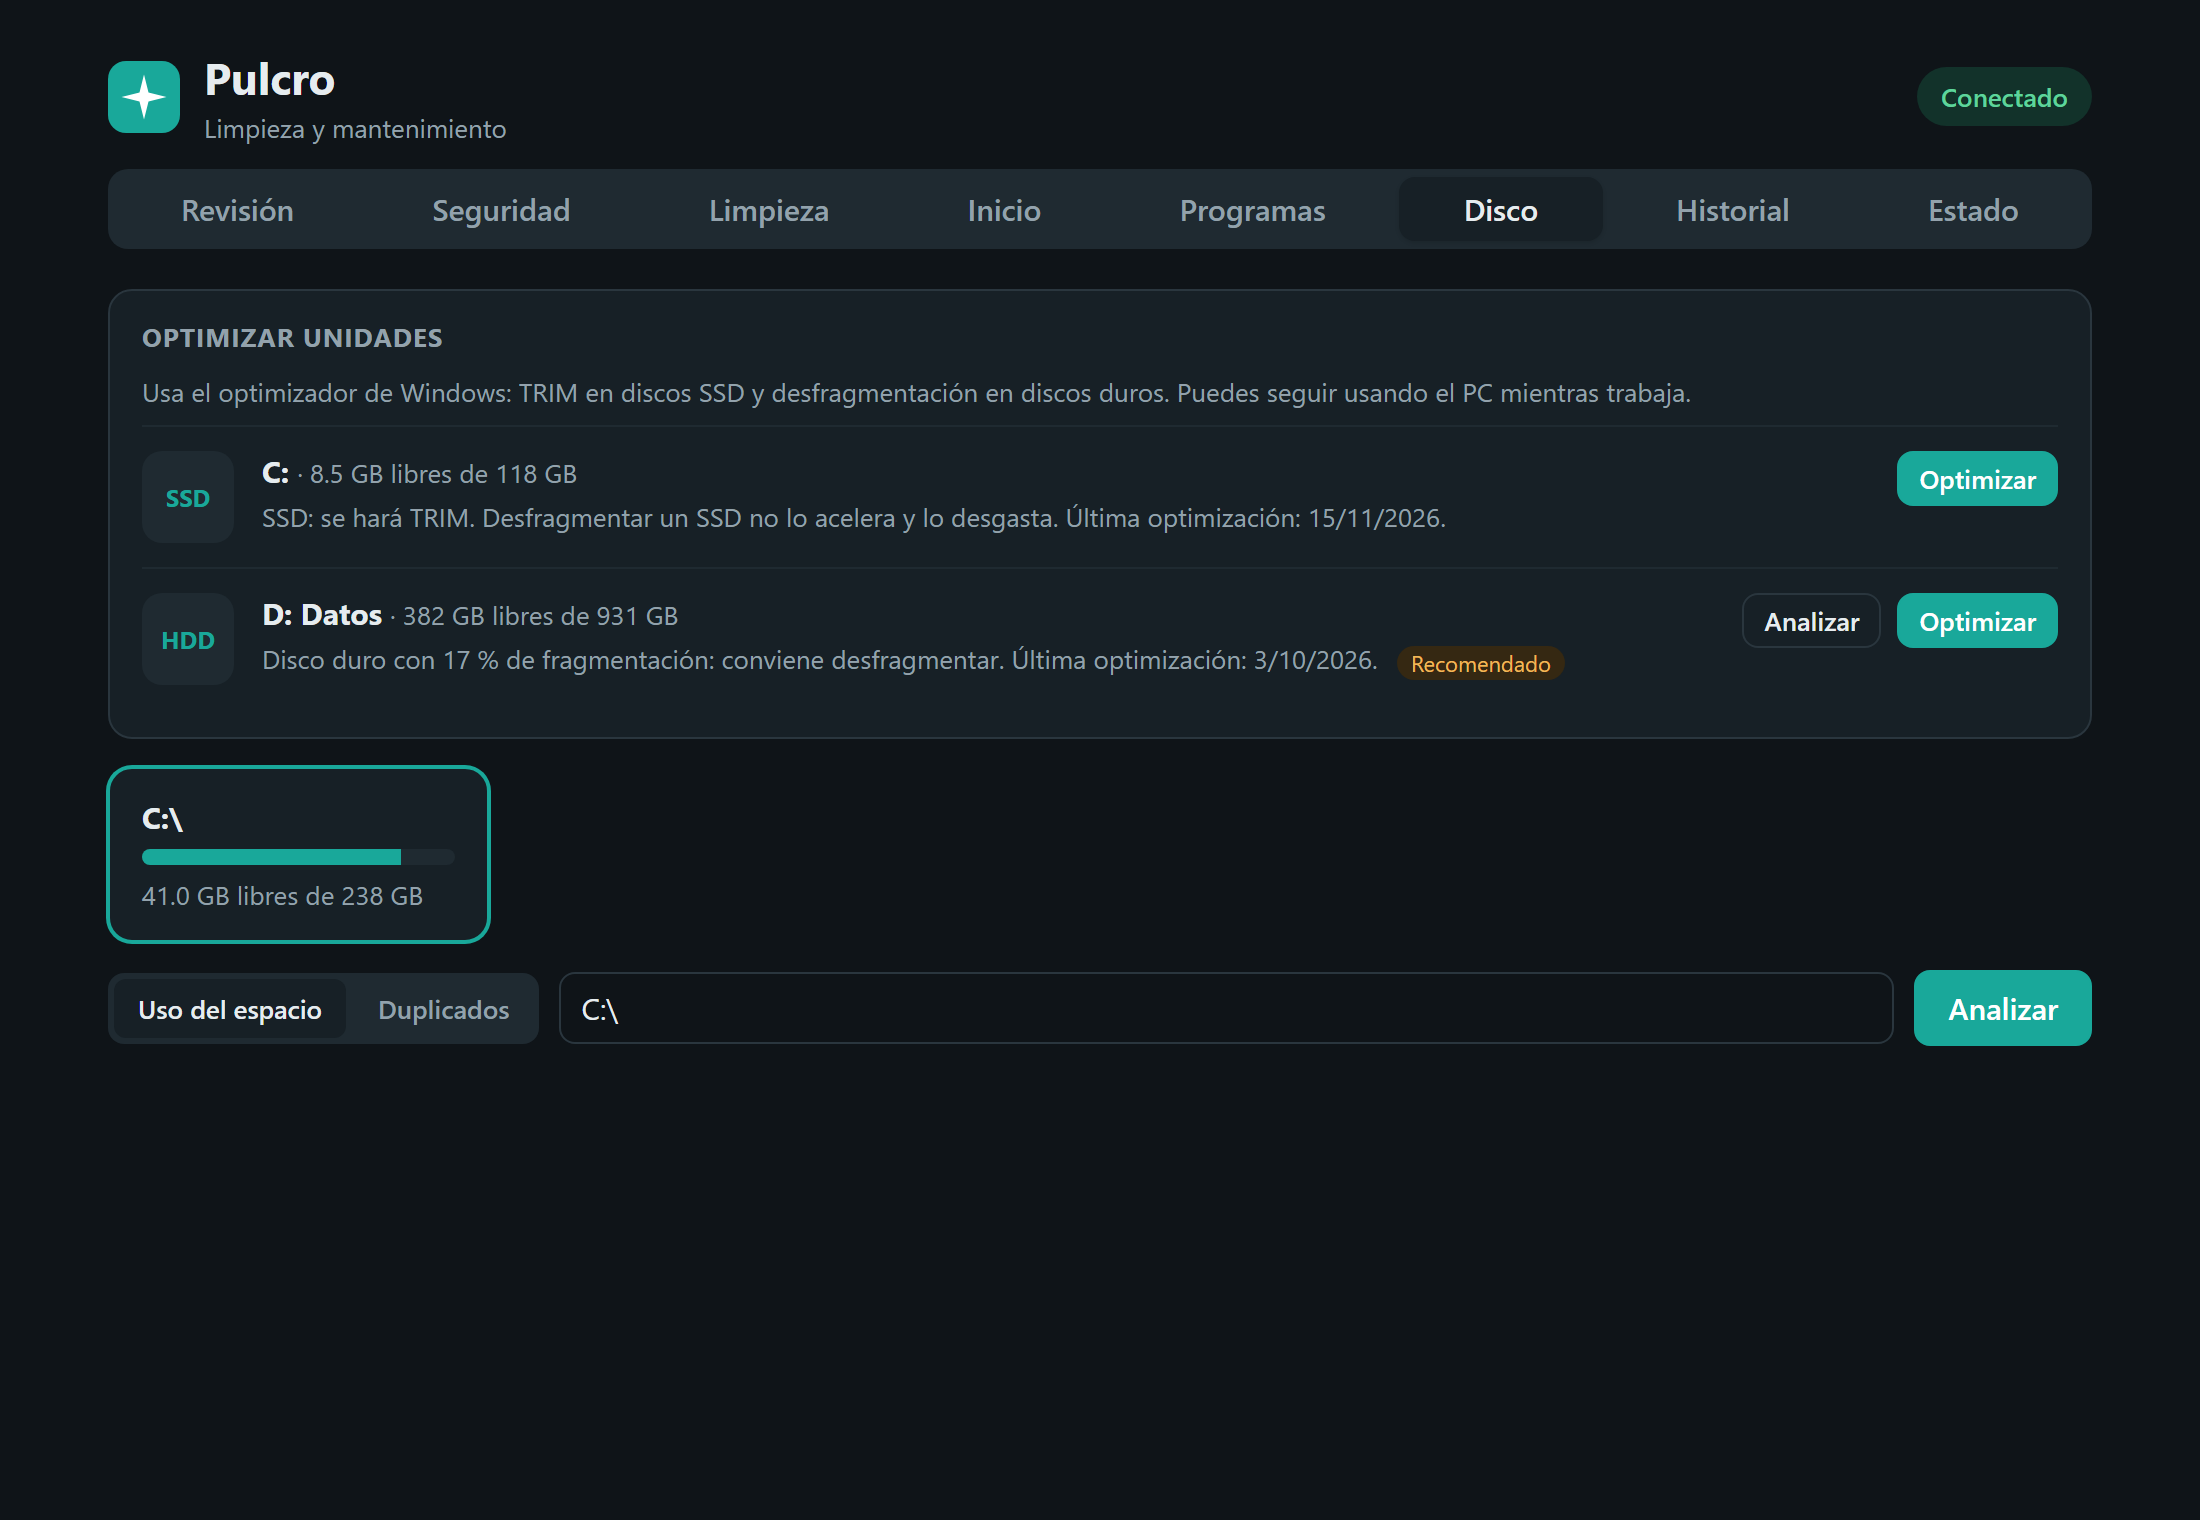 Pulcro
Limpieza y mantenimiento
Conectado
Revisión
Seguridad
Limpieza
Inicio
Programas
Disco
Historial
Estado
OPTIMIZAR UNIDADES
Usa el optimizador de Windows: TRIM en discos SSD y desfragmentación en discos duros. Puedes seguir usando el PC mientras trabaja.
SSD
C: · 8.5 GB libres de 118 GB
SSD: se hará TRIM. Desfragmentar un SSD no lo acelera y lo desgasta. Última optimización: 15/11/2026.
Optimizar
HDD
D: Datos · 382 GB libres de 931 GB
Disco duro con 17 % de fragmentación: conviene desfragmentar. Última optimización: 3/10/2026.
Recomendado
Analizar
Optimizar
C:\
41.0 GB libres de 238 GB
Uso del espacio
Duplicados
C:\
Analizar